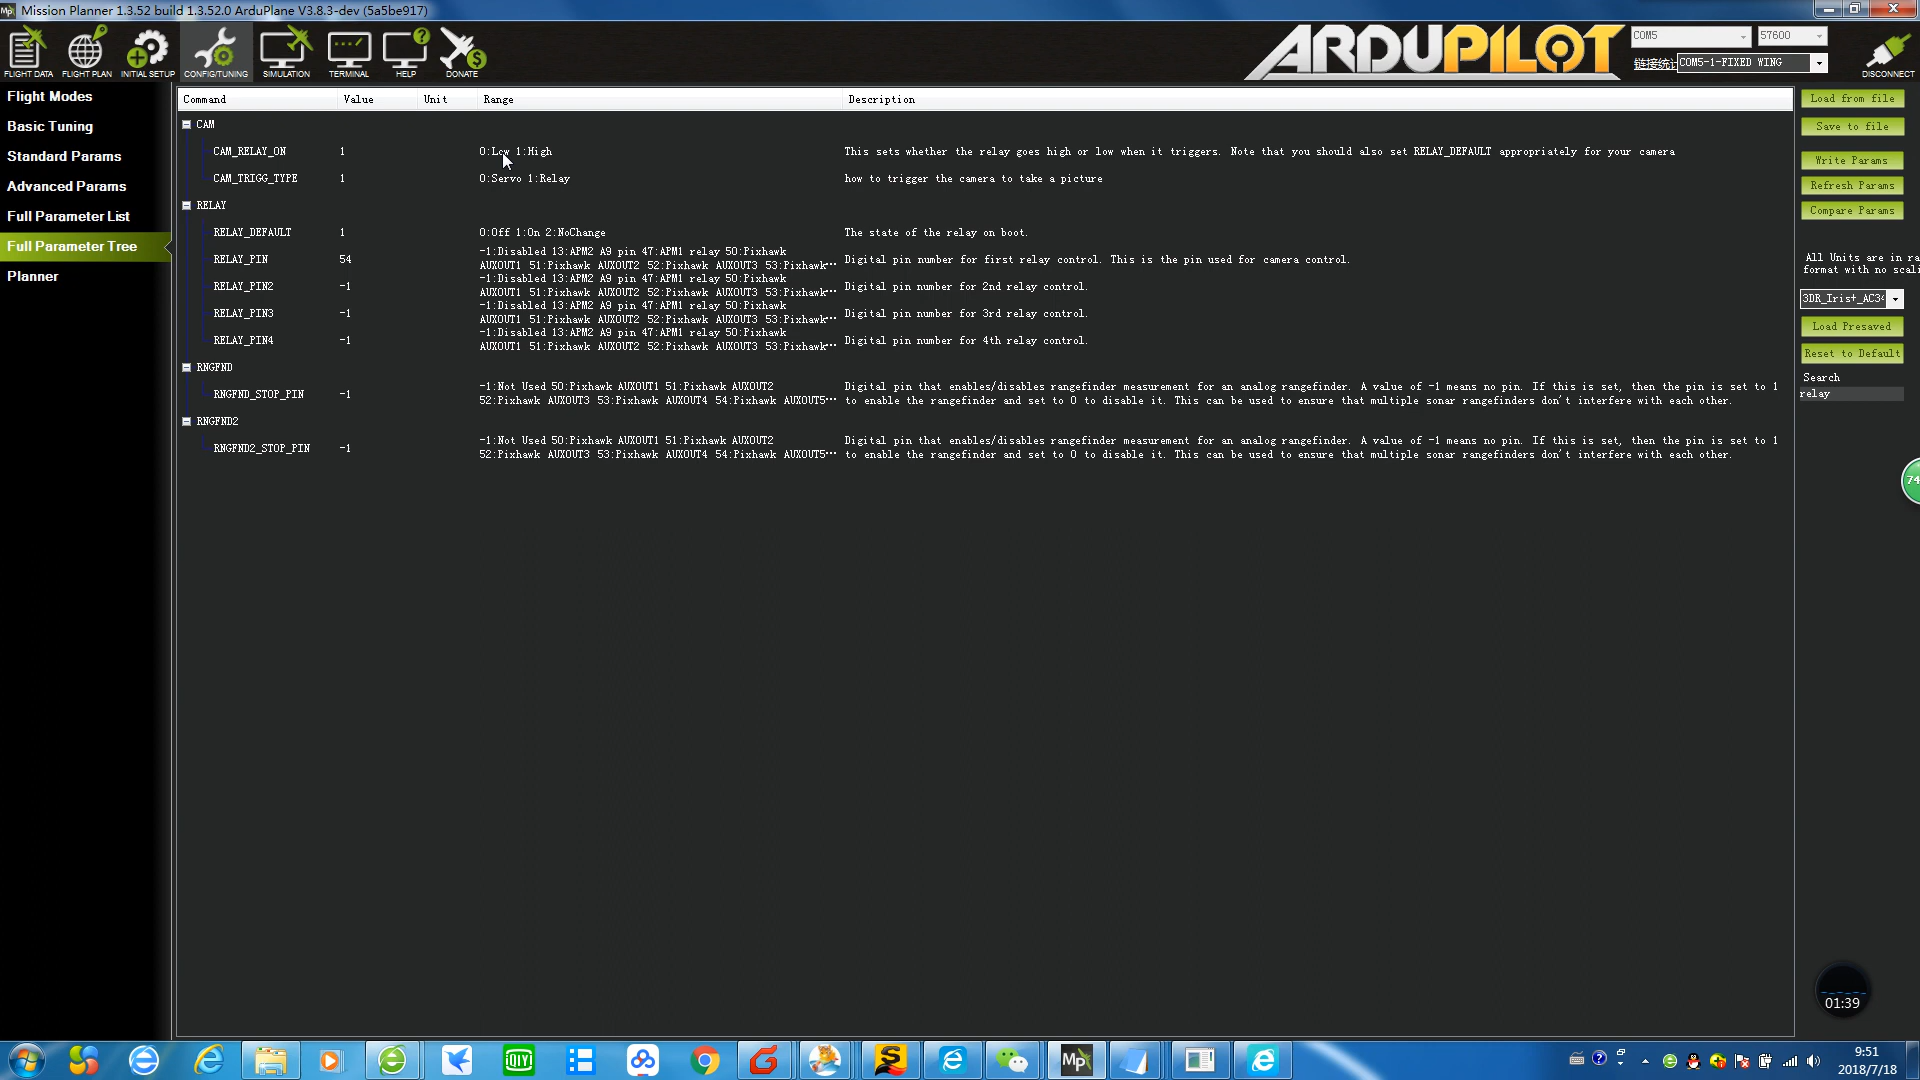 Mission Planner 1.3.52 build 1.3.52.0 ArduPlane V3.8.3-dev (5a5be917)
FLIGHT DATA
FLIGHT PLAN
INITIAL SETUP
CONFIG/TUNING
SIMULATION
TERMINAL
HELP
DONATE
ARDUPILOT
COM5
57600
链接统计
COM5-1-FIXED WING
DISCONNECT
Flight Modes
Basic Tuning
Standard Params
Advanced Params
Full Parameter List
Full Parameter Tree
Planner
Command Value Unit Range Description
CAM
CAM_RELAY_ON 1 0:Low 1:High This sets whether the relay goes high or low when it triggers. Note that you should also set RELAY_DEFAULT appropriately for your camera
CAM_TRIGG_TYPE 1 0:Servo 1:Relay how to trigger the camera to take a picture
RELAY
RELAY_DEFAULT 1 0:Off 1:On 2:NoChange The state of the relay on boot.
-1:Disabled 13:APM2 A9 pin 47:APM1 relay 50:Pixhawk
RELAY_PIN 54 AUXOUT1 51:Pixhawk AUXOUT2 52:Pixhawk AUXOUT3 53:Pixhawk… Digital pin number for first relay control. This is the pin used for camera control.
-1:Disabled 13:APM2 A9 pin 47:APM1 relay 50:Pixhawk
RELAY_PIN2 -1 AUXOUT1 51:Pixhawk AUXOUT2 52:Pixhawk AUXOUT3 53:Pixhawk… Digital pin number for 2nd relay control.
-1:Disabled 13:APM2 A9 pin 47:APM1 relay 50:Pixhawk
RELAY_PIN3 -1 AUXOUT1 51:Pixhawk AUXOUT2 52:Pixhawk AUXOUT3 53:Pixhawk… Digital pin number for 3rd relay control.
-1:Disabled 13:APM2 A9 pin 47:APM1 relay 50:Pixhawk
RELAY_PIN4 -1 AUXOUT1 51:Pixhawk AUXOUT2 52:Pixhawk AUXOUT3 53:Pixhawk… Digital pin number for 4th relay control.
RNGFND
-1:Not Used 50:Pixhawk AUXOUT1 51:Pixhawk AUXOUT2 Digital pin that enables/disables rangefinder measurement for an analog rangefinder. A value of -1 means no pin. If this is set, then the pin is set to 1
RNGFND_STOP_PIN -1 52:Pixhawk AUXOUT3 53:Pixhawk AUXOUT4 54:Pixhawk AUXOUT5… to enable the rangefinder and set to 0 to disable it. This can be used to ensure that multiple sonar rangefinders don't interfere with each other.
RNGFND2
-1:Not Used 50:Pixhawk AUXOUT1 51:Pixhawk AUXOUT2 Digital pin that enables/disables rangefinder measurement for an analog rangefinder. A value of -1 means no pin. If this is set, then the pin is set to 1
RNGFND2_STOP_PIN -1 52:Pixhawk AUXOUT3 53:Pixhawk AUXOUT4 54:Pixhawk AUXOUT5… to enable the rangefinder and set to 0 to disable it. This can be used to ensure that multiple sonar rangefinders don't interfere with each other.
Load from file
Save to file
Write Params
Refresh Params
Compare Params
All Units are in ra
format with no scali
3DR_Iris+_AC34
Load Presaved
Reset to Default
Search
relay
74
01:39
iQIYI
Mp
9:51
2018/7/18